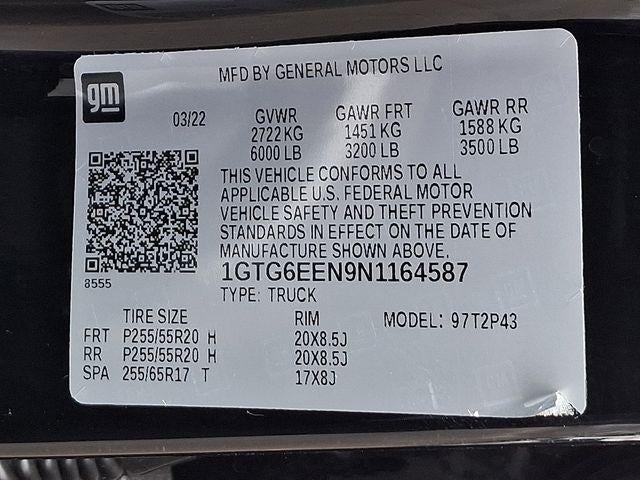 MFD BY GENERAL MOTORS LLC
gm
03/22 GVWR GAWR FRT GAWR RR
2722 KG 1451 KG 1588 KG
6000 LB 3200 LB 3500 LB
THIS VEHICLE CONFORMS TO ALL
APPLICABLE U.S. FEDERAL MOTOR
VEHICLE SAFETY AND THEFT PREVENTION
STANDARDS IN EFFECT ON THE DATE OF
MANUFACTURE SHOWN ABOVE.
8555
1GTG6EEN9N1164587
TYPE: TRUCK
TIRE SIZE RIM MODEL: 97T2P43
FRT P255/55R20 H 20X8.5J
RR P255/55R20 H 20X8.5J
SPA 255/65R17 T 17X8J